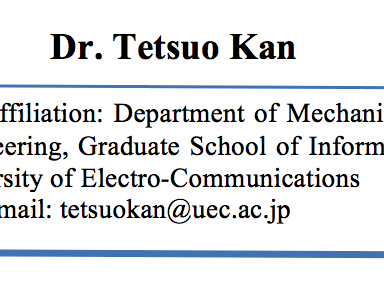 Dr. Tetsuo Kan
ffiliation: Department of Mechani
eering, Graduate School of Inform
rsity of Electro-Communications
mail: tetsuokan@uec.ac.jp